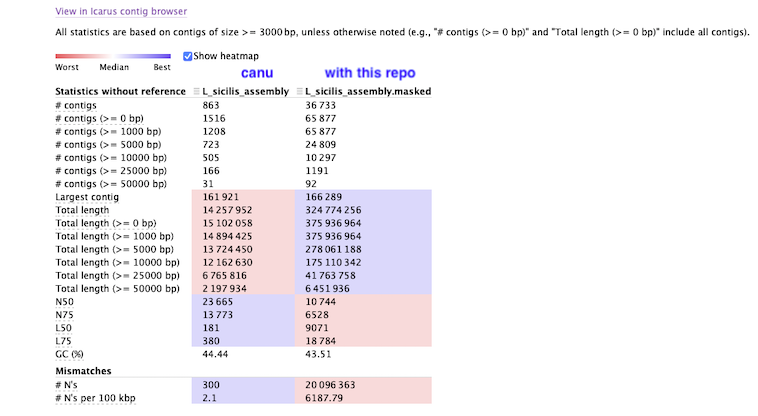 View in Icarus contig browser
All statistics are based on contigs of size >= 3000 bp, unless otherwise noted (e.g., "# contigs (>= 0 bp)" and "Total length (>= 0 bp)" include all contigs).
Worst Median Best Show heatmap
canu with this repo
Statistics without reference L_sicilis_assembly L_sicilis_assembly.masked
# contigs 863 36 733
# contigs (>= 0 bp) 1516 65 877
# contigs (>= 1000 bp) 1208 65 877
# contigs (>= 5000 bp) 723 24 809
# contigs (>= 10000 bp) 505 10 297
# contigs (>= 25000 bp) 166 1191
# contigs (>= 50000 bp) 31 92
Largest contig 161 921 166 289
Total length 14 257 952 324 774 256
Total length (>= 0 bp) 15 102 058 375 936 964
Total length (>= 1000 bp) 14 894 425 375 936 964
Total length (>= 5000 bp) 13 724 450 278 061 188
Total length (>= 10000 bp) 12 162 630 175 110 342
Total length (>= 25000 bp) 6 765 816 41 763 758
Total length (>= 50000 bp) 2 197 934 6 451 936
N50 23 665 10 744
N75 13 773 6528
L50 181 9071
L75 380 18 784
GC (%) 44.44 43.51
Mismatches
# N's 300 20 096 363
# N's per 100 kbp 2.1 6187.79